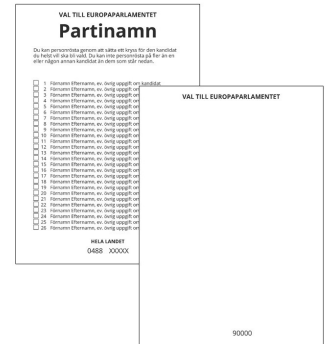 VAL TILL EUROPAPARLAMENTET
Partinamn
Du kan personrösta genom att sätta ett kryss för den kandidat
du helst vill ska bli vald. Du kan inte personrösta på fler än en
eller någon annan kandidat än dem som står nedan.
1 Förnamn Efternamn, ev. övrig uppgift om kandidat
2 Förnamn Efternamn, ev. övrig uppgift om
3 Förnamn Efternamn, ev. övrig uppgift om
4 Förnamn Efternamn, ev. övrig uppgift om
5 Förnamn Efternamn, ev. övrig uppgift om
6 Förnamn Efternamn, ev. övrig uppgift om
7 Förnamn Efternamn, ev. övrig uppgift om
8 Förnamn Efternamn, ev. övrig uppgift om
9 Förnamn Efternamn, ev. övrig uppgift om
10 Förnamn Efternamn, ev. övrig uppgift om
11 Förnamn Efternamn, ev. övrig uppgift om
12 Förnamn Efternamn, ev. övrig uppgift om
13 Förnamn Efternamn, ev. övrig uppgift om
14 Förnamn Efternamn, ev. övrig uppgift om
15 Förnamn Efternamn, ev. övrig uppgift om
16 Förnamn Efternamn, ev. övrig uppgift om
17 Förnamn Efternamn, ev. övrig uppgift om
18 Förnamn Efternamn, ev. övrig uppgift om
19 Förnamn Efternamn, ev. övrig uppgift om
20 Förnamn Efternamn, ev. övrig uppgift om
21 Förnamn Efternamn, ev. övrig uppgift om
22 Förnamn Efternamn, ev. övrig uppgift om
23 Förnamn Efternamn, ev. övrig uppgift om
24 Förnamn Efternamn, ev. övrig uppgift om
25 Förnamn Efternamn, ev. övrig uppgift om
26 Förnamn Efternamn, ev. övrig uppgift om
HELA LANDET
0488 XXXXX
VAL TILL EUROPAPARLAMENTET
90000